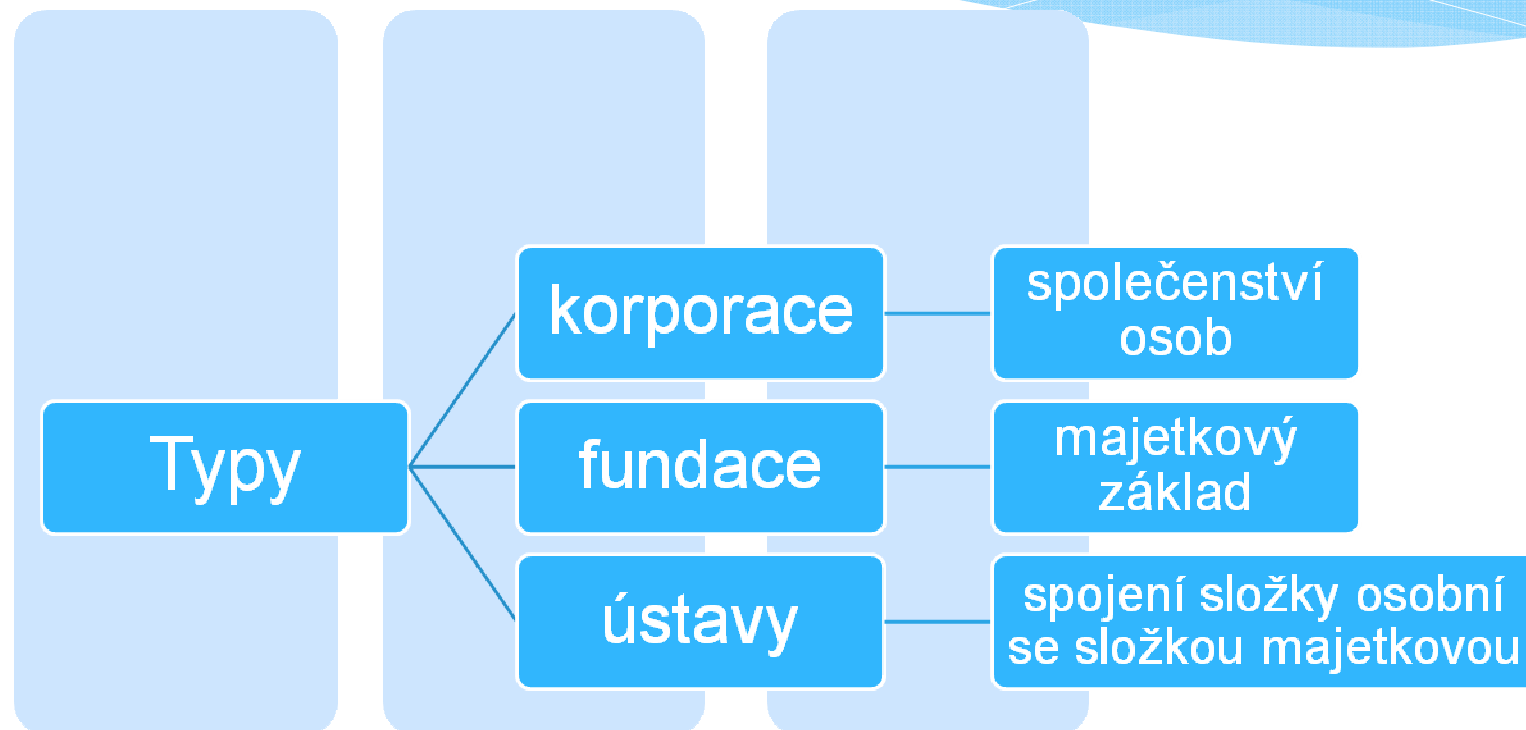 Typy
korporace
společenství
osob
fundace
majetkový
základ
ústavy
spojení složky osobní
se složkou majetkovou